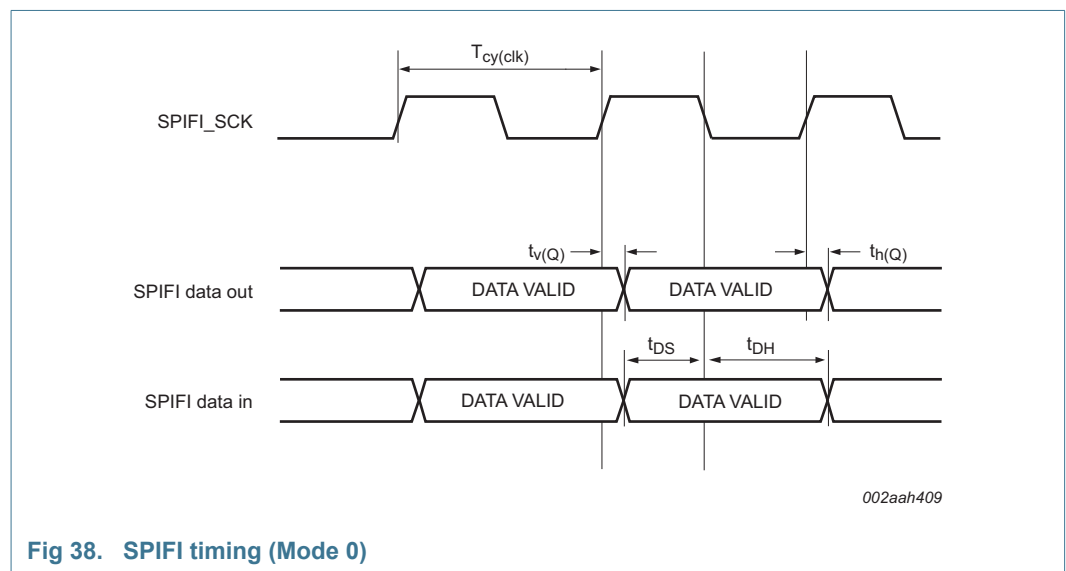 Tcy(clk)
SPIFI_SCK
tv(Q)
th(Q)
SPIFI data out
DATA VALID
DATA VALID
tDS
tDH
SPIFI data in
DATA VALID
DATA VALID
002aah409
Fig 38. SPIFI timing (Mode 0)